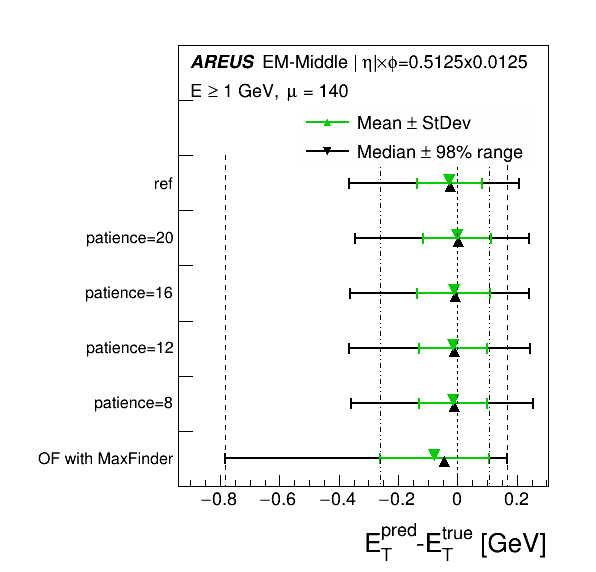 AREUS EM-Middle | η|×ϕ=0.5125x0.0125
E ≥ 1 GeV, μ = 140
Mean ± StDev
Median ± 98% range
ref
patience=20
patience=16
patience=12
patience=8
OF with MaxFinder
−0.8 −0.6 −0.4 −0.2 0 0.2
E_T^pred-E_T^true [GeV]